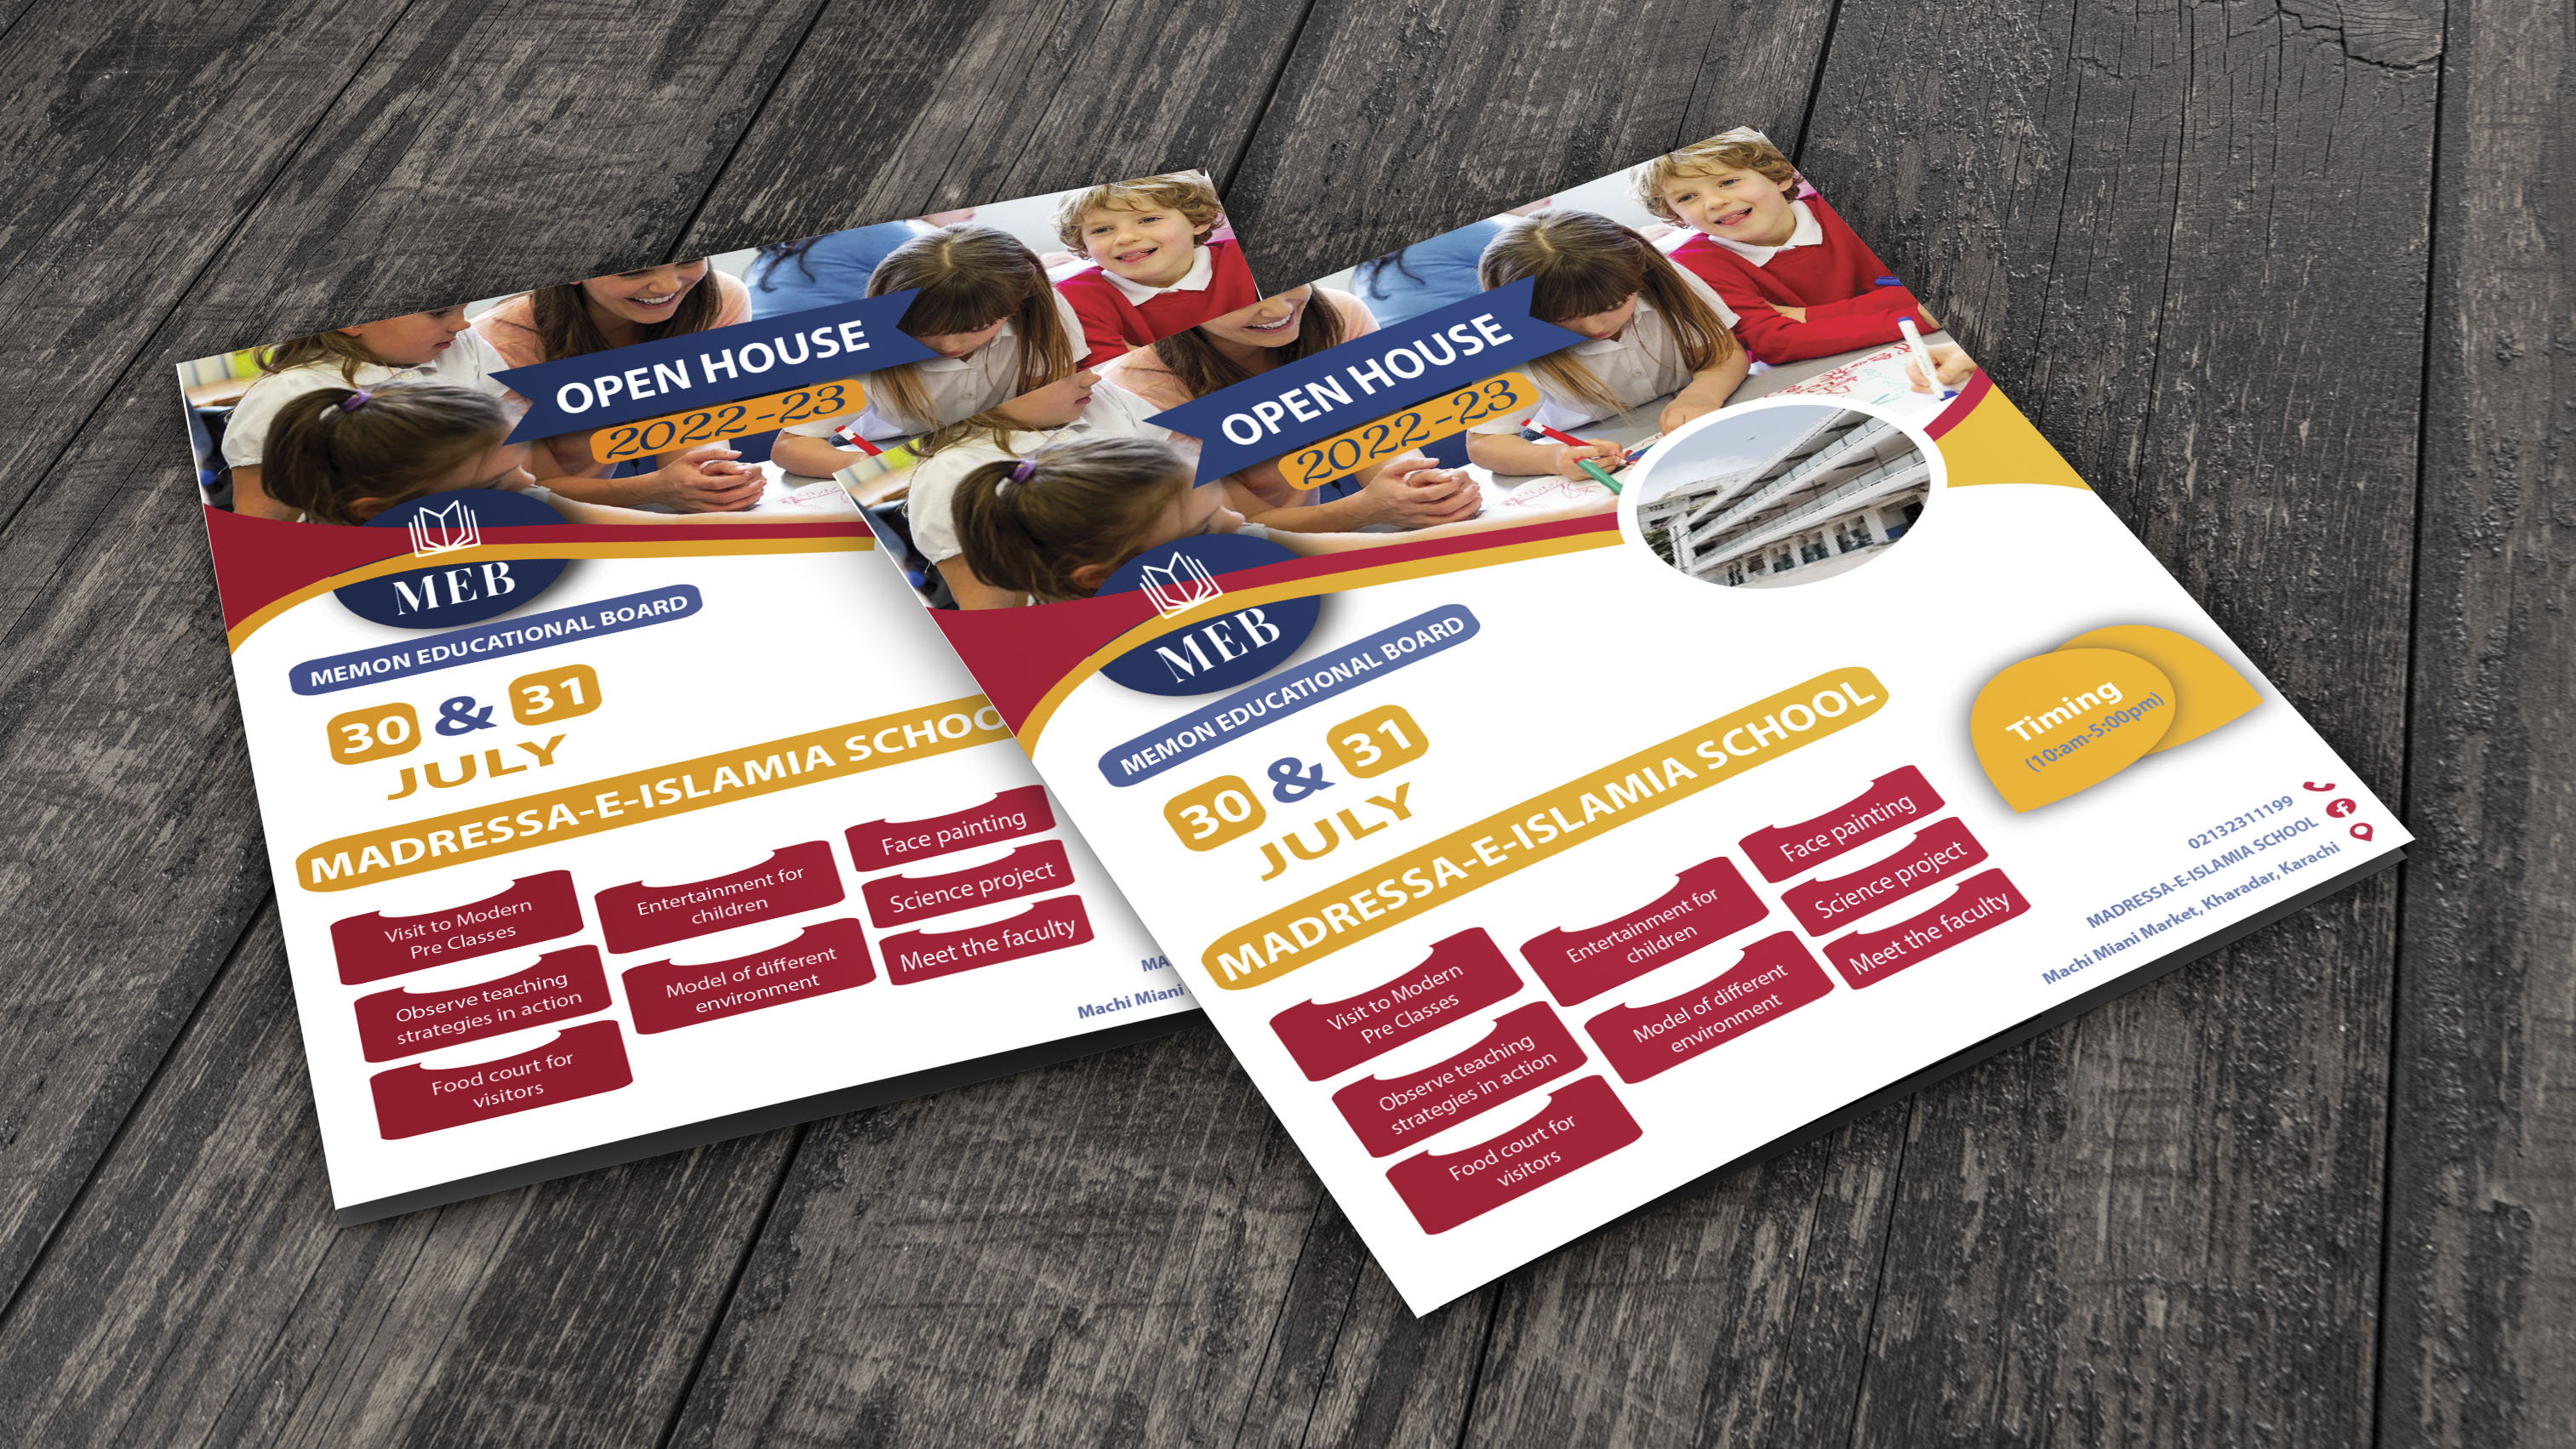 OPEN HOUSE
2022-23
MEB
MEMON EDUCATIONAL BOARD
30 & 31
JULY
MADRESSA-E-ISLAMIA SCHOO
Visit to Modern
Pre Classes
Observe teaching
strategies in action
Food court for
visitors
Entertainment for
children
Model of different
environment
Face painting
Science project
Meet the faculty
MA
Machi Miani
OPEN HOUSE
2022-23
MEB
MEMON EDUCATIONAL BOARD
30 & 31
JULY
MADRESSA-E-ISLAMIA SCHOOL
Visit to Modern
Pre Classes
Observe teaching
strategies in action
Food court for
visitors
Entertainment for
children
Model of different
environment
Face painting
Science project
Meet the faculty
Timing
(10:am-5:00pm)
02132311199
MADRESSA-E-ISLAMIA SCHOOL
Machi Miani Market, Kharadar, Karachi